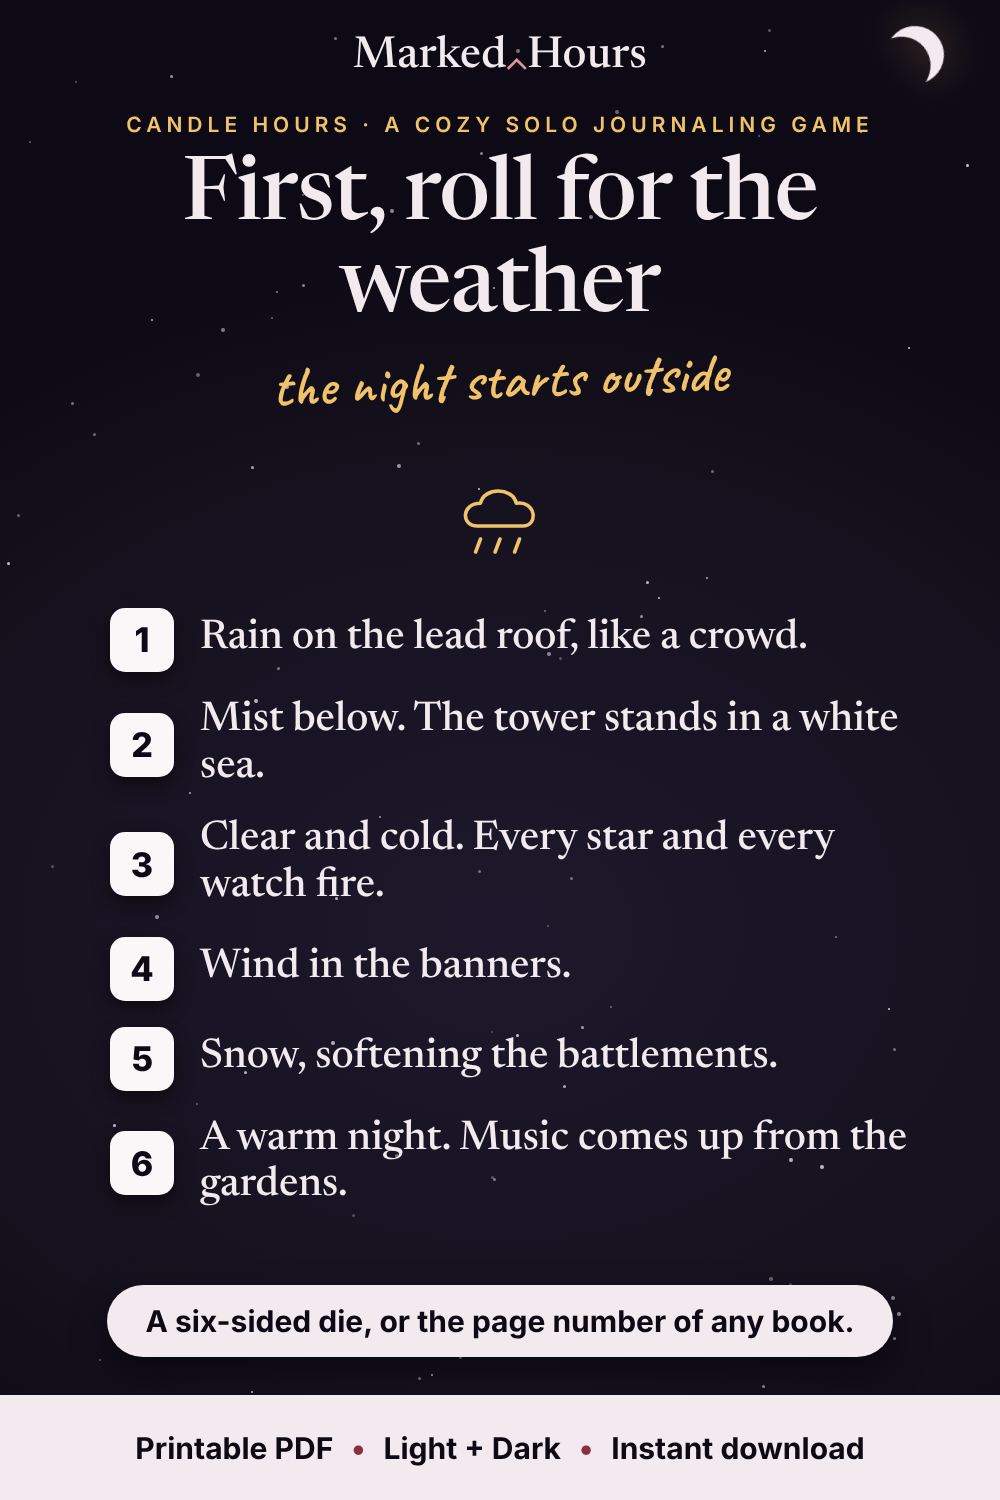 Marked‸Hours
CANDLE HOURS · A COZY SOLO JOURNALING GAME
First, roll for the
weather
the night starts outside
1 Rain on the lead roof, like a crowd.
2 Mist below. The tower stands in a white
sea.
3 Clear and cold. Every star and every
watch fire.
4 Wind in the banners.
5 Snow, softening the battlements.
6 A warm night. Music comes up from the
gardens.
A six-sided die, or the page number of any book.
Printable PDF • Light + Dark • Instant download